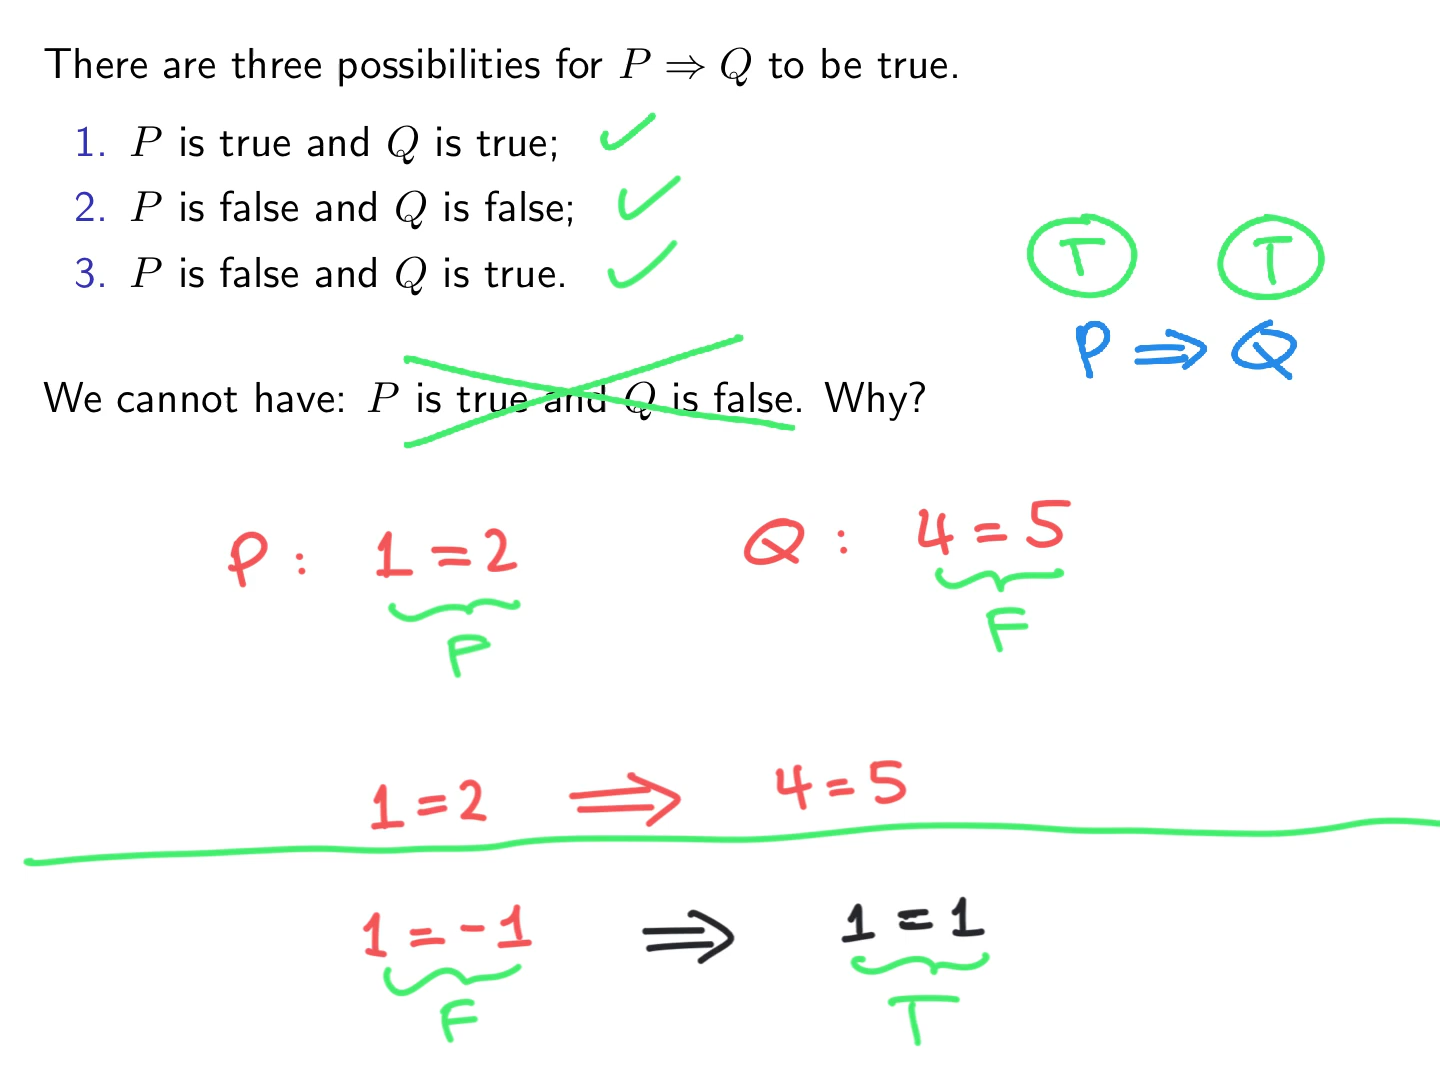 There are three possibilities for P ⇒ Q to be true.
1. P is true and Q is true;
2. P is false and Q is false;
3. P is false and Q is true.
T T
P ⇒ Q
We cannot have: P is true and Q is false. Why?
P : 1 = 2 Q : 4 = 5
P F
1 = 2 ⇒ 4 = 5
1 = -1 ⇒ 1 = 1
F T